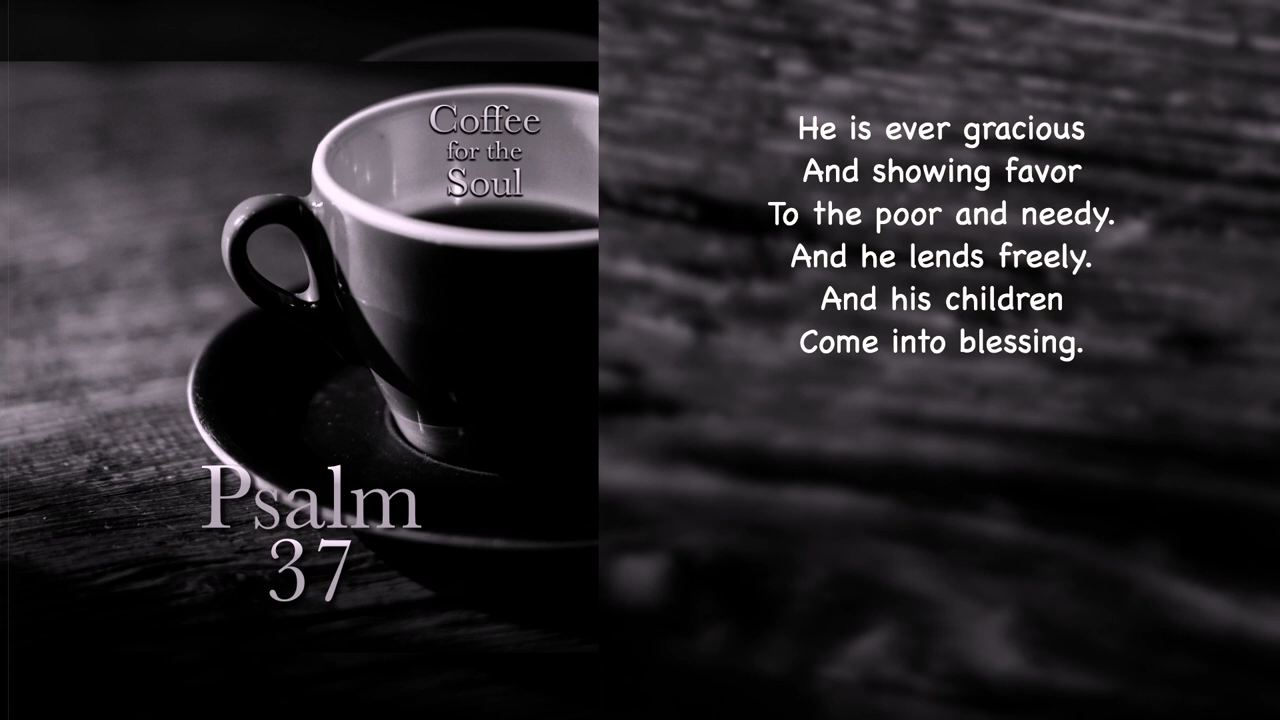 Coffee
for the
Soul
Psalm
37
He is ever gracious
And showing favor
To the poor and needy.
And he lends freely.
And his children
Come into blessing.